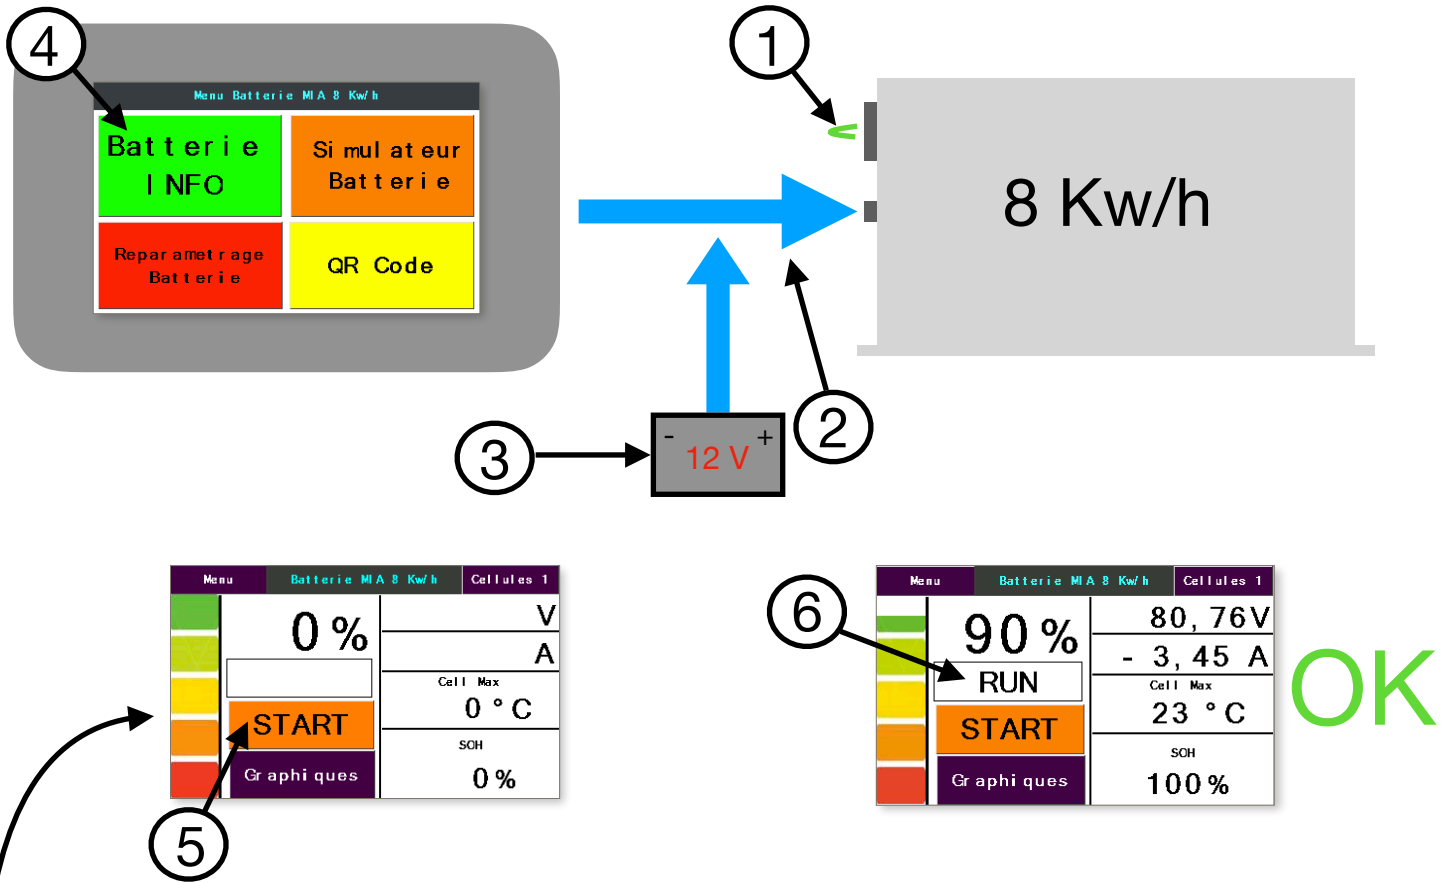 4
1
Menu Batterie MIA 8 Kw/h
Batterie
INFO
Simulateur
Batterie
Reparametrage
Batterie
QR Code
8 Kw/h
2
3
- +
12 V
Menu Batterie MIA 8 Kw/h Cellules 1
0%
V
A
Cell Max
0°C
START
SOH
Graphiques
0%
5
6
Menu Batterie MIA 8 Kw/h Cellules 1
90%
80,76V
- 3,45 A
RUN
Cell Max
23 °C
START
SOH
Graphiques
100%
OK